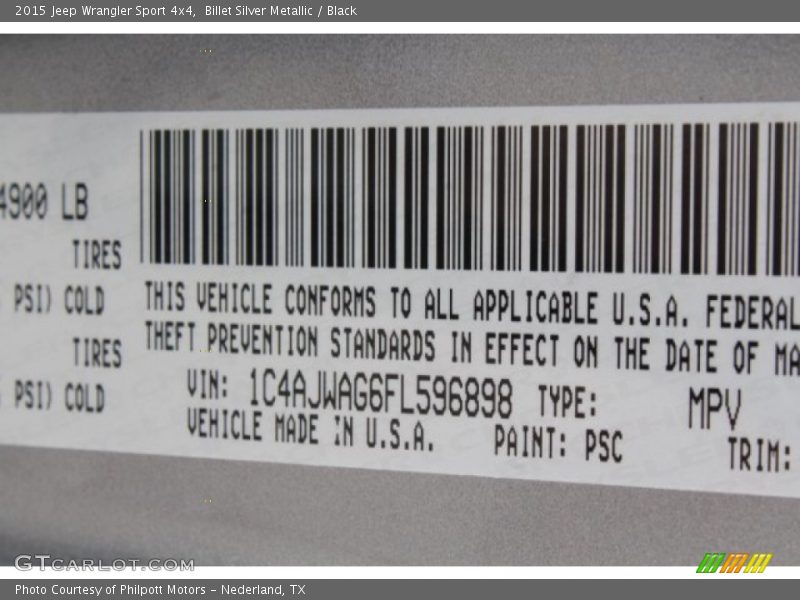 2015 Jeep Wrangler Sport 4x4,  Billet Silver Metallic / Black
4900 LB
TIRES
PSI) COLD
TIRES
PSI) COLD
THIS VEHICLE CONFORMS TO ALL APPLICABLE U.S.A. FEDERAL
THEFT PREVENTION STANDARDS IN EFFECT ON THE DATE OF MA
VIN: 1C4AJWAG6FL596898 TYPE: MPV
VEHICLE MADE IN U.S.A. PAINT: PSC TRIM:
GTCARLOT.COM
Photo Courtesy of Philpott Motors - Nederland, TX